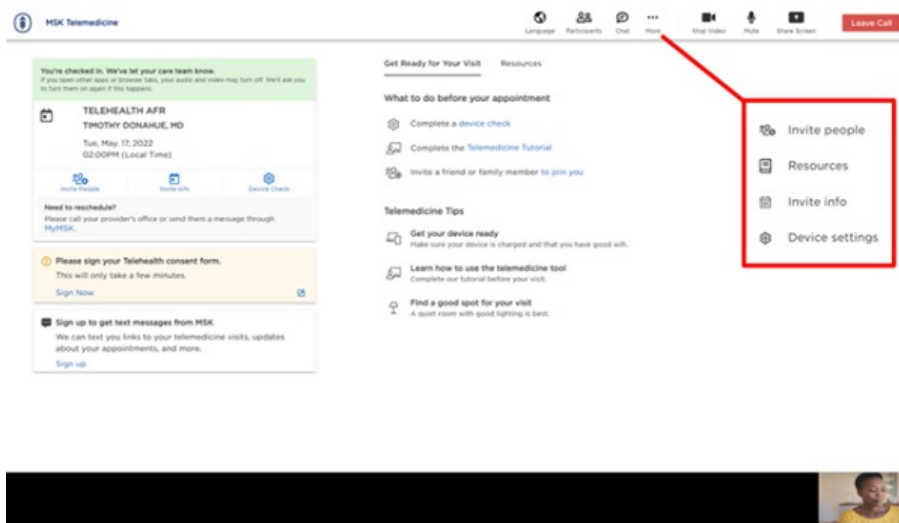 MSK Telemedicine
Language
Participants
Chat
More
Stop Video
Mute
Share Screen
Leave Call
You're checked in. We've let your care team know.
If you open other apps or browser tabs, your audio and video may turn off. We'll ask you
to turn them on again if this happens.
TELEHEALTH AFR
TIMOTHY DONAHUE, MD
Tue, May. 17, 2022
02:00PM (Local Time)
Invite People
Invite Info
Device Check
Need to reschedule?
Please call your provider's office or send them a message through
MyMSK.
Please sign your Telehealth consent form.
This will only take a few minutes.
Sign Now
Sign up to get text messages from MSK
We can text you links to your telemedicine visits, updates
about your appointments, and more.
Sign up
Get Ready for Your Visit
Resources
What to do before your appointment
Complete a device check
Complete the Telemedicine Tutorial
Invite a friend or family member to join you
Telemedicine Tips
Get your device ready
Make sure your device is charged and that you have good wifi.
Learn how to use the telemedicine tool
Complete our tutorial before your visit.
Find a good spot for your visit
A quiet room with good lighting is best.
Invite people
Resources
Invite info
Device settings